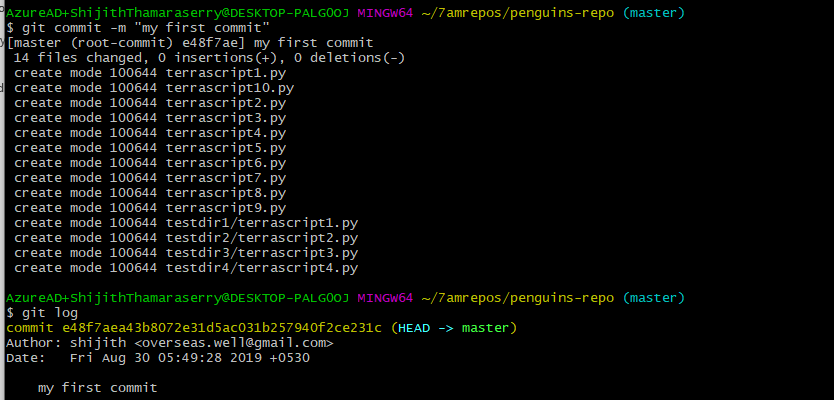 AzureAD+ShijithThamaraserry@DESKTOP-PALGOOJ MINGW64 ~/7amrepos/penguins-repo (master)
$ git commit -m "my first commit"
[master (root-commit) e48f7ae] my first commit
 14 files changed, 0 insertions(+), 0 deletions(-)
 create mode 100644 terrascript1.py
 create mode 100644 terrascript10.py
 create mode 100644 terrascript2.py
 create mode 100644 terrascript3.py
 create mode 100644 terrascript4.py
 create mode 100644 terrascript5.py
 create mode 100644 terrascript6.py
 create mode 100644 terrascript7.py
 create mode 100644 terrascript8.py
 create mode 100644 terrascript9.py
 create mode 100644 testdir1/terrascript1.py
 create mode 100644 testdir2/terrascript2.py
 create mode 100644 testdir3/terrascript3.py
 create mode 100644 testdir4/terrascript4.py
AzureAD+ShijithThamaraserry@DESKTOP-PALGOOJ MINGW64 ~/7amrepos/penguins-repo (master)
$ git log
commit e48f7aea43b8072e31d5ac031b257940f2ce231c (HEAD -> master)
Author: shijith <overseas.well@gmail.com>
Date:   Fri Aug 30 05:49:28 2019 +0530
    my first commit